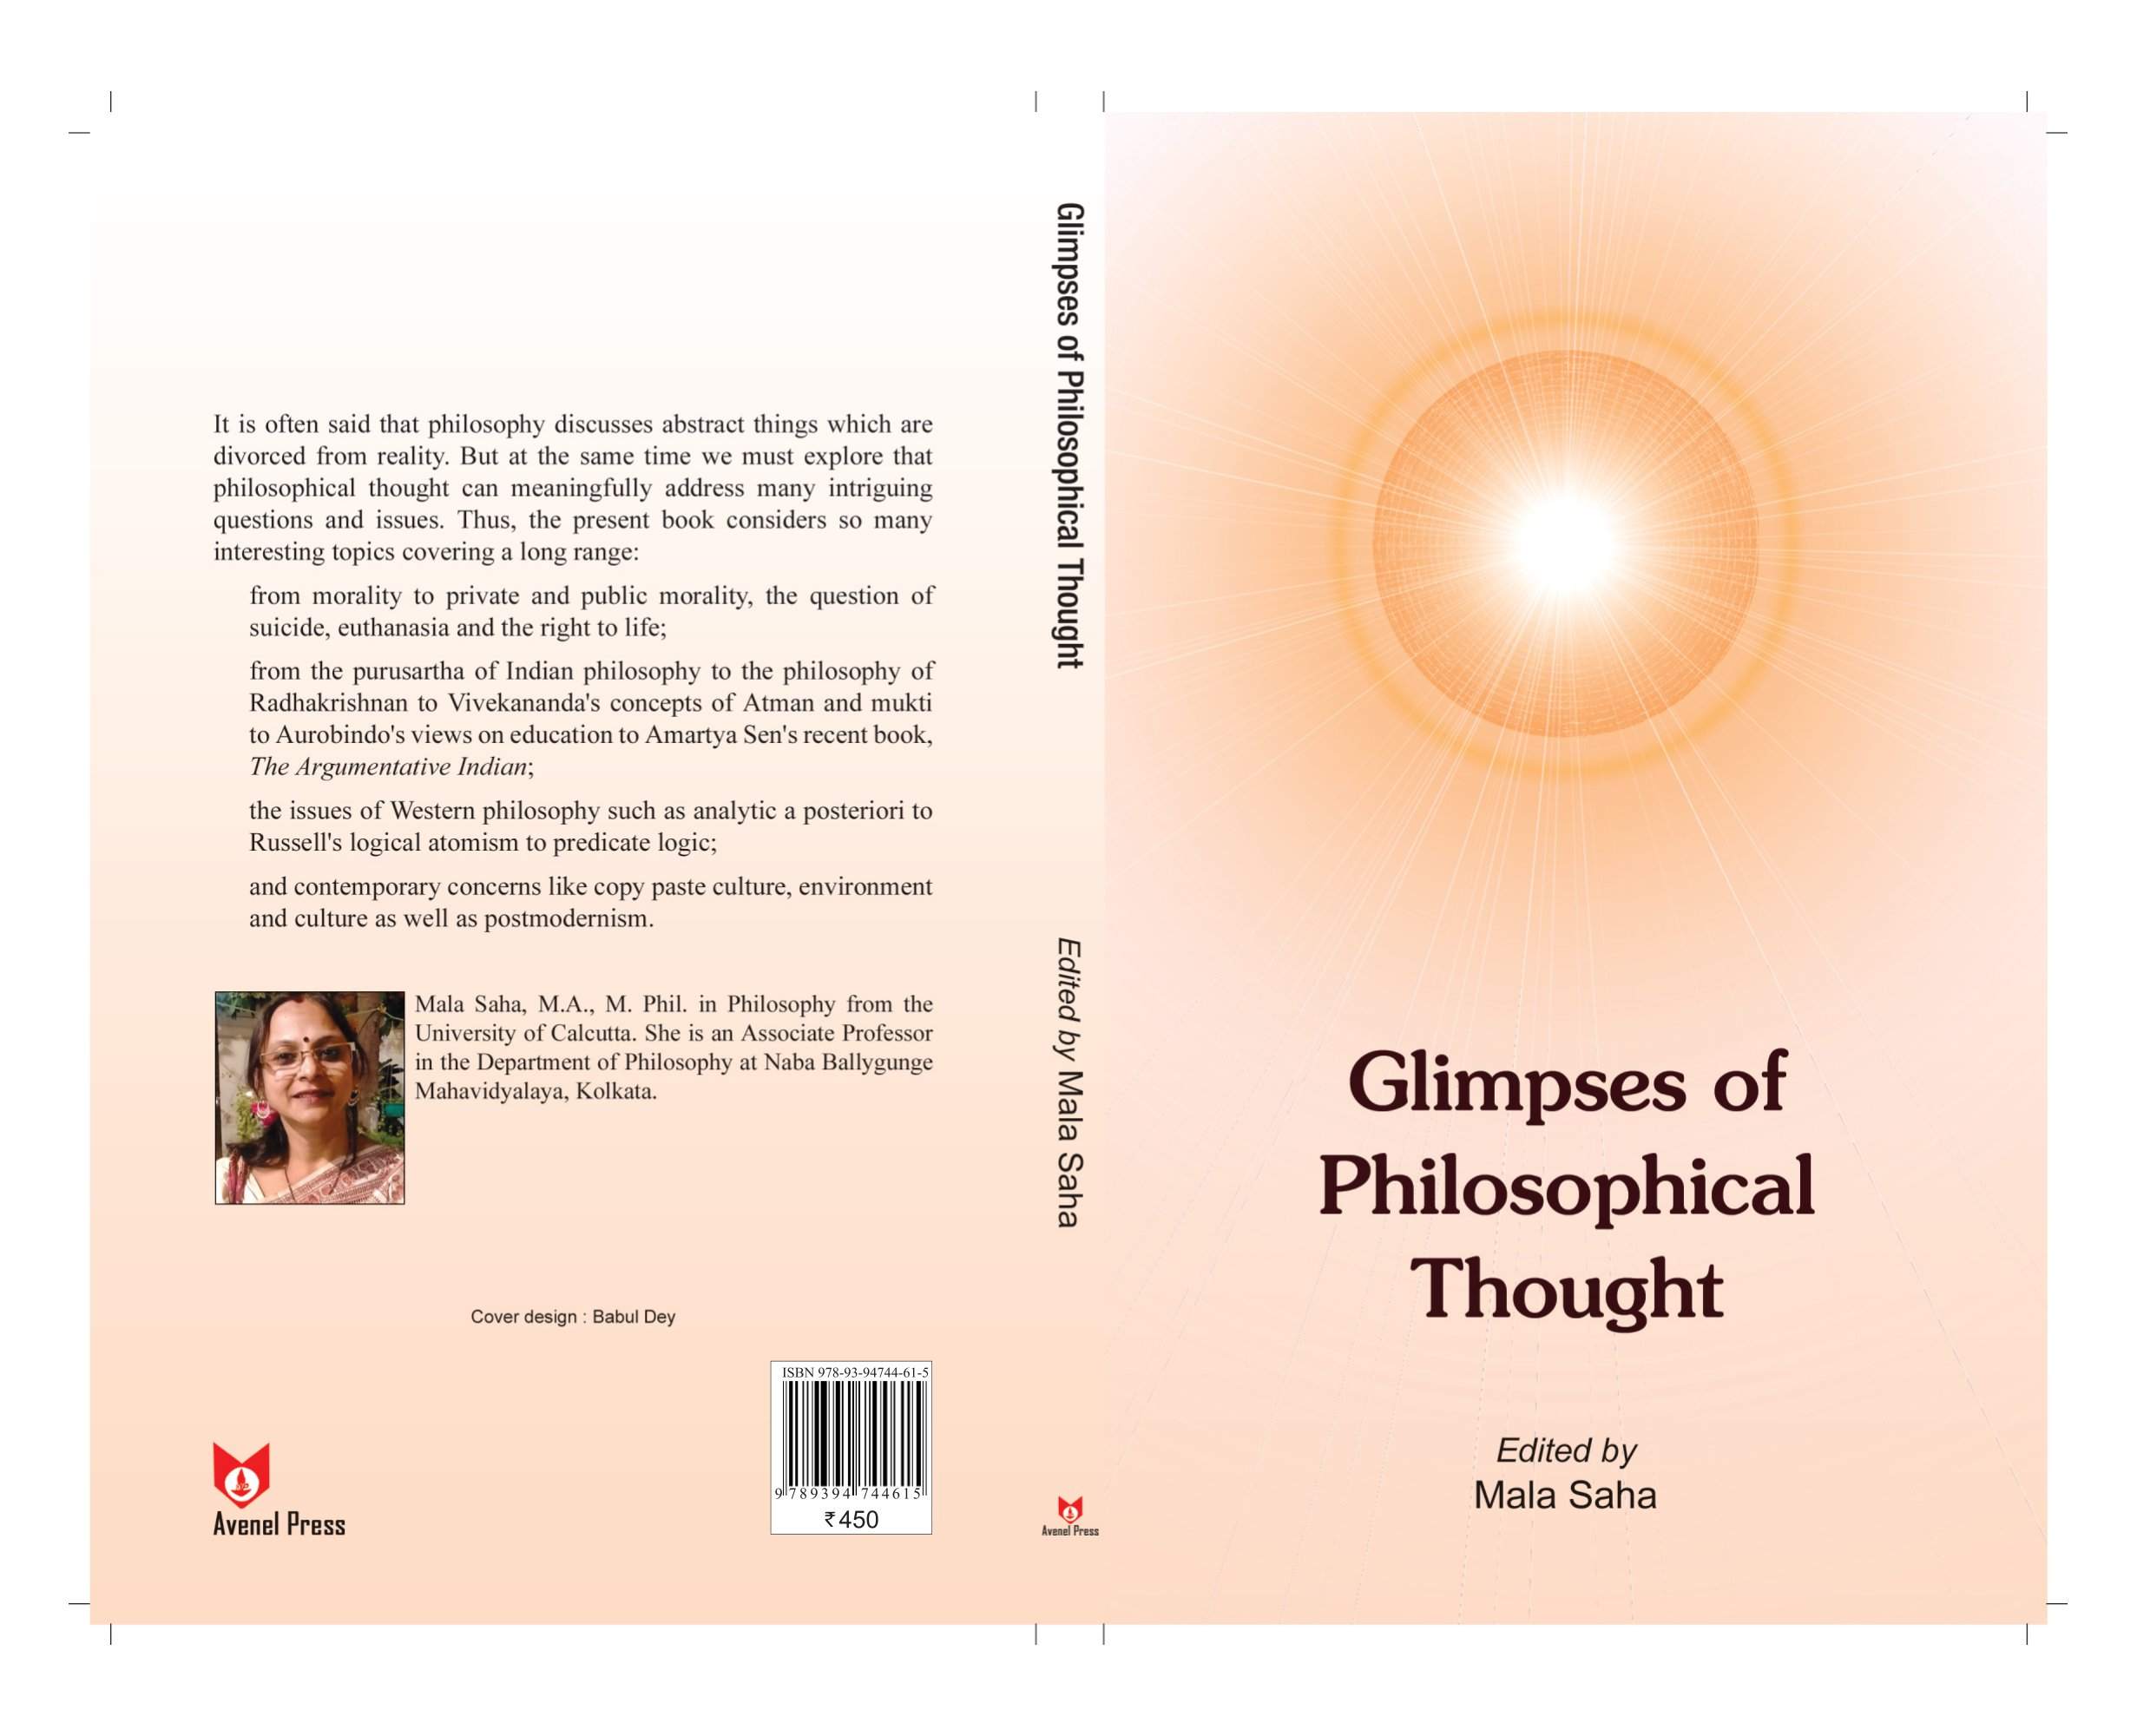 It is often said that philosophy discusses abstract things which are
divorced from reality. But at the same time we must explore that
philosophical thought can meaningfully address many intriguing
questions and issues. Thus, the present book considers so many
interesting topics covering a long range:
from morality to private and public morality, the question of
suicide, euthanasia and the right to life;
from the purusartha of Indian philosophy to the philosophy of
Radhakrishnan to Vivekananda's concepts of Atman and mukti
to Aurobindo's views on education to Amartya Sen's recent book,
The Argumentative Indian;
the issues of Western philosophy such as analytic a posteriori to
Russell's logical atomism to predicate logic;
and contemporary concerns like copy paste culture, environment
and culture as well as postmodernism.
Mala Saha, M.A., M. Phil. in Philosophy from the
University of Calcutta. She is an Associate Professor
in the Department of Philosophy at Naba Ballygunge
Mahavidyalaya, Kolkata.
Cover design : Babul Dey
ISBN 978-93-94744-61-5
9 789394 744615
₹450
Avenel Press
Glimpses of Philosophical Thought
Edited by Mala Saha
Avenel Press
Glimpses of
Philosophical
Thought
Edited by
Mala Saha